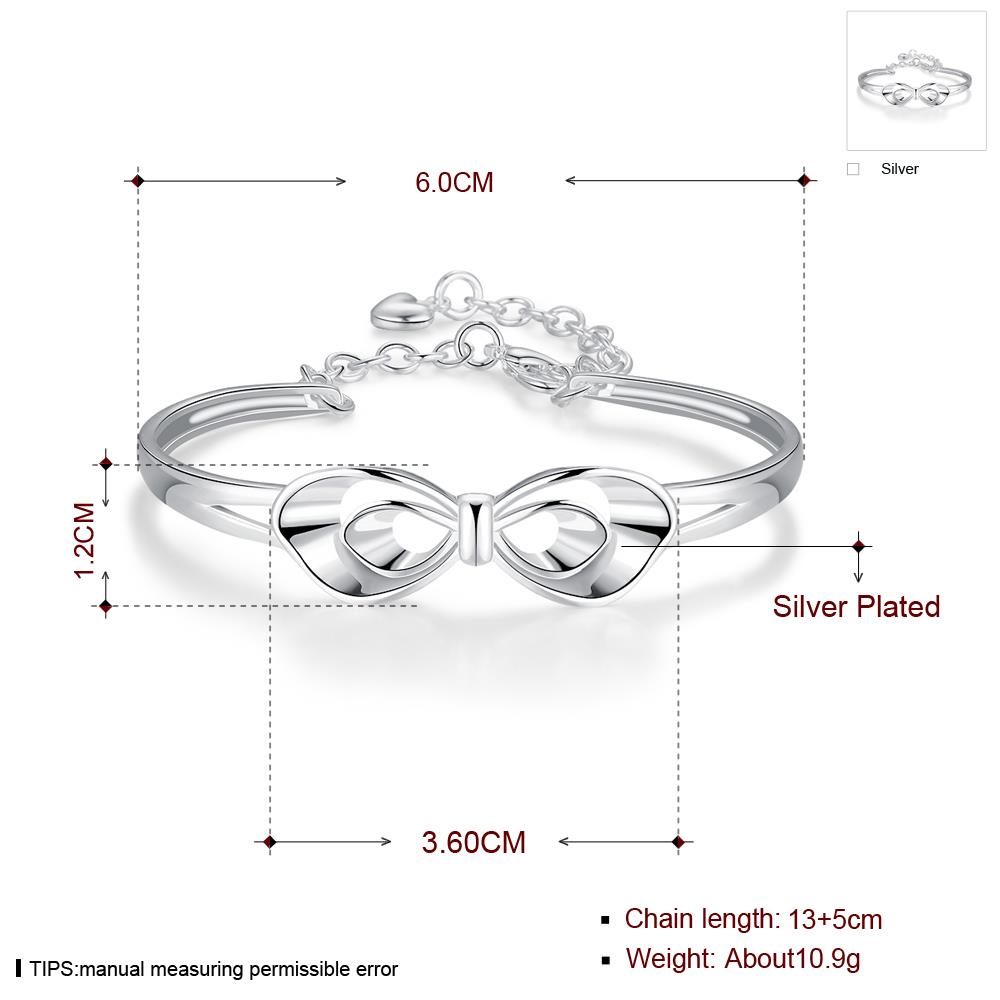 Silver
6.0CM
1.2CM
Silver Plated
3.60CM
Chain length: 13+5cm
Weight: About10.9g
TIPS:manual measuring permissible error